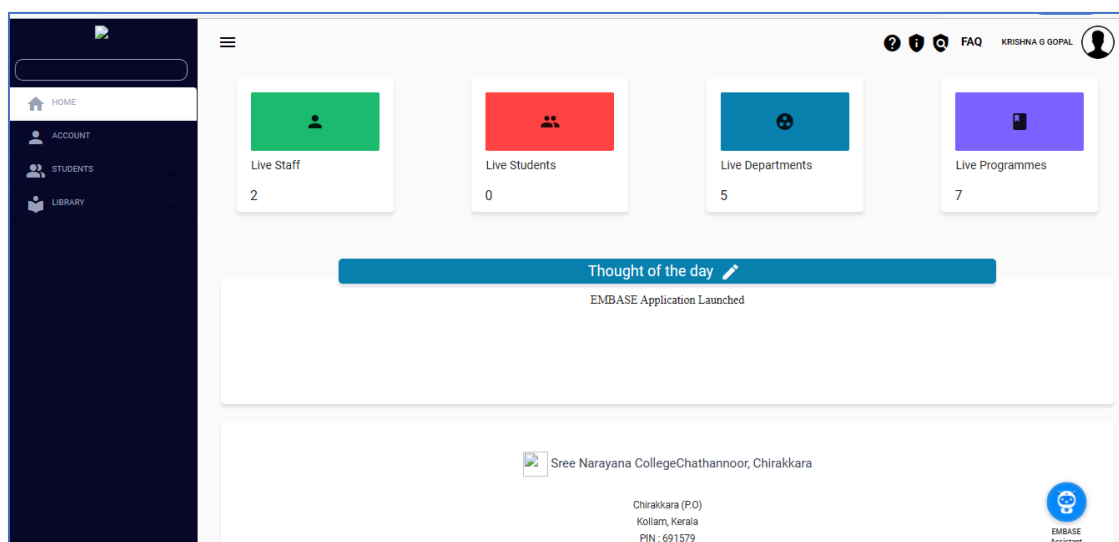 FAQ KRISHNA G GOPAL
HOME
ACCOUNT
STUDENTS
LIBRARY
Live Staff
2
Live Students
0
Live Departments
5
Live Programmes
7
Thought of the day
EMBASE Application Launched
Sree Narayana CollegeChathannoor, Chirakkara
Chirakkara (P.O)
Kollam, Kerala
PIN : 691579
EMBASE
Assistant